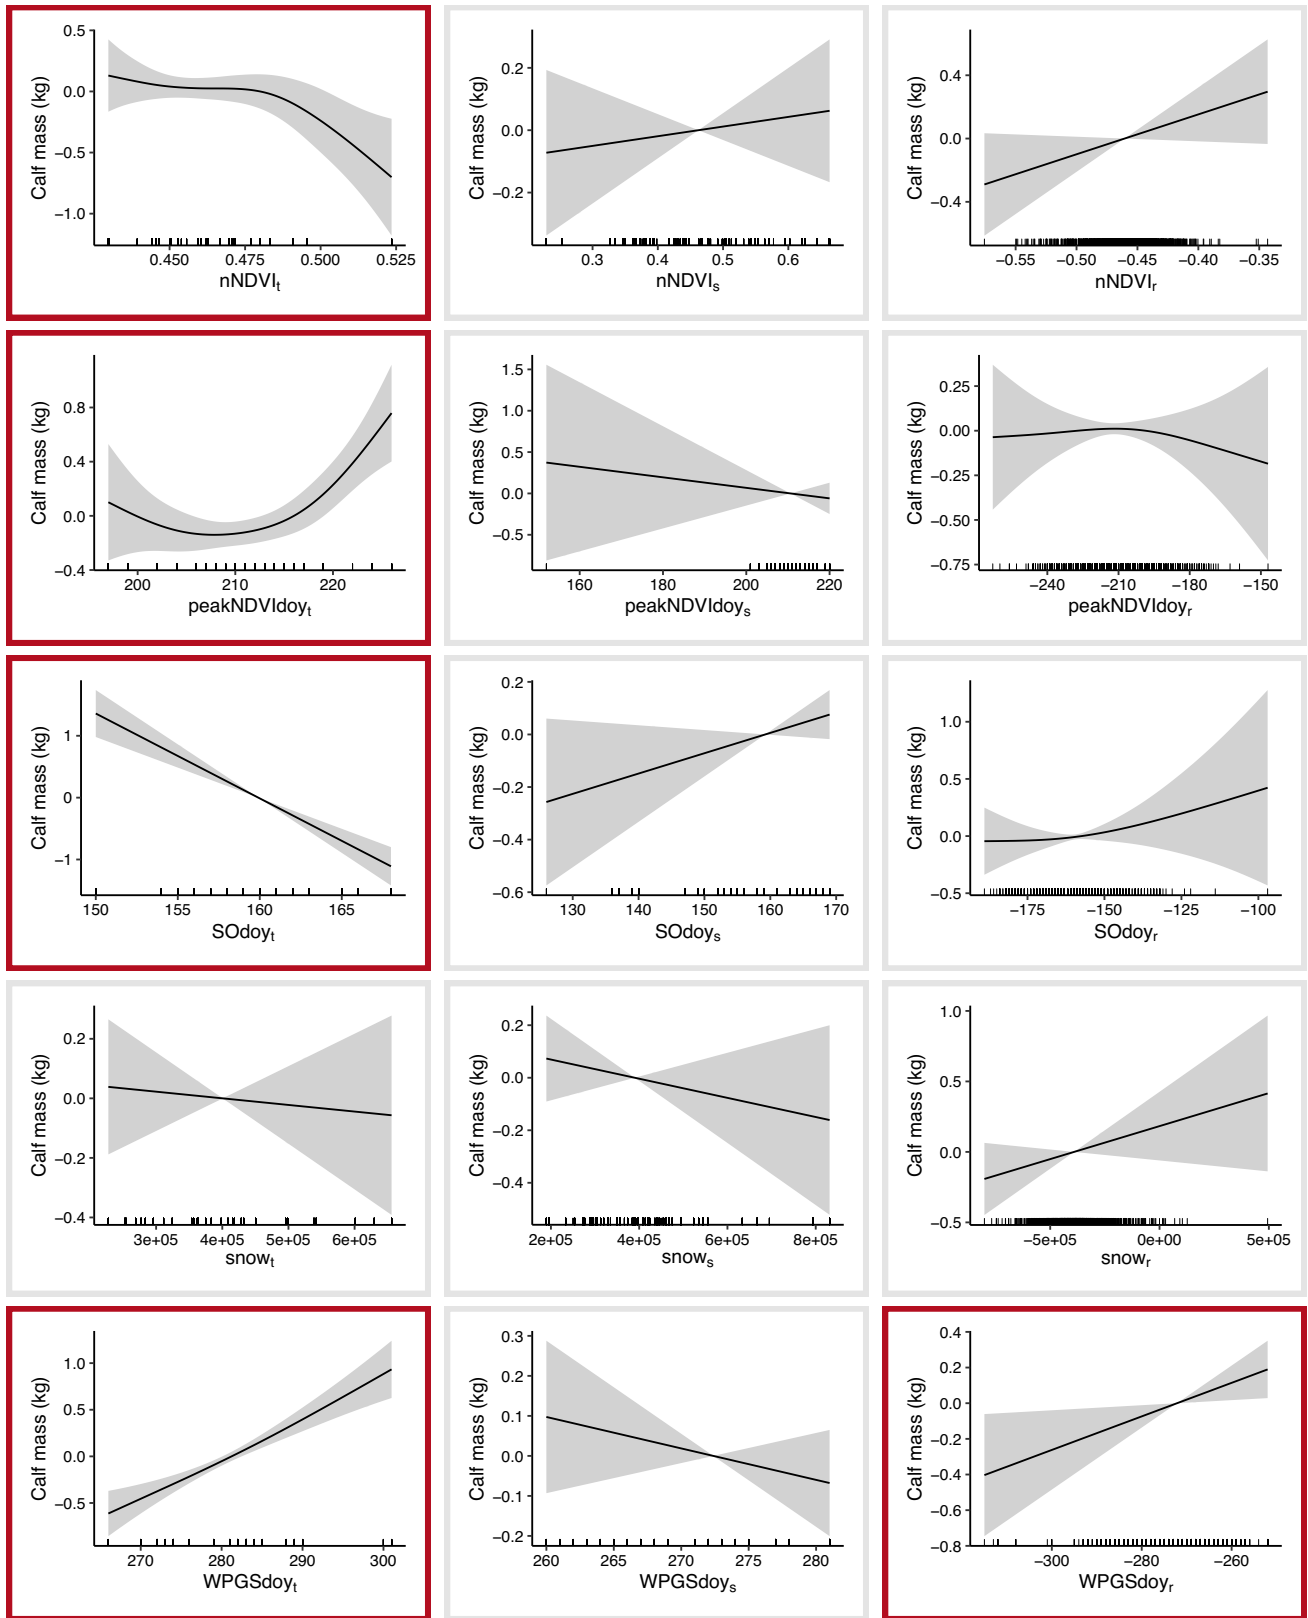 0.5
0.0
−0.5
−1.0
Calf mass (kg)
0.450 0.475 0.500 0.525
nNDVIt
0.2
0.0
−0.2
Calf mass (kg)
0.3 0.4 0.5 0.6
nNDVIs
0.4
0.0
−0.4
Calf mass (kg)
−0.55 −0.50 −0.45 −0.40 −0.35
nNDVIr
0.8
0.4
0.0
−0.4
Calf mass (kg)
200 210 220
peakNDVIdoyt
1.5
1.0
0.5
0.0
−0.5
Calf mass (kg)
160 180 200 220
peakNDVIdoys
0.25
0.00
−0.25
−0.50
−0.75
Calf mass (kg)
−240 −210 −180 −150
peakNDVIdoyr
1
0
−1
Calf mass (kg)
150 155 160 165
SOdoyt
0.2
0.0
−0.2
−0.4
−0.6
Calf mass (kg)
130 140 150 160 170
SOdoys
1.0
0.5
0.0
−0.5
Calf mass (kg)
−175 −150 −125 −100
SOdoyr
0.2
0.0
−0.2
−0.4
Calf mass (kg)
3e+05 4e+05 5e+05 6e+05
snowt
0.2
0.0
−0.2
−0.4
Calf mass (kg)
2e+05 4e+05 6e+05 8e+05
snows
1.0
0.5
0.0
−0.5
Calf mass (kg)
−5e+05 0e+00 5e+05
snowr
1.0
0.5
0.0
−0.5
Calf mass (kg)
270 280 290 300
WPGSdoyt
0.3
0.2
0.1
0.0
−0.1
−0.2
Calf mass (kg)
260 265 270 275 280
WPGSdoys
0.4
0.2
0.0
−0.2
−0.4
−0.6
−0.8
Calf mass (kg)
−300 −280 −260
WPGSdoyr